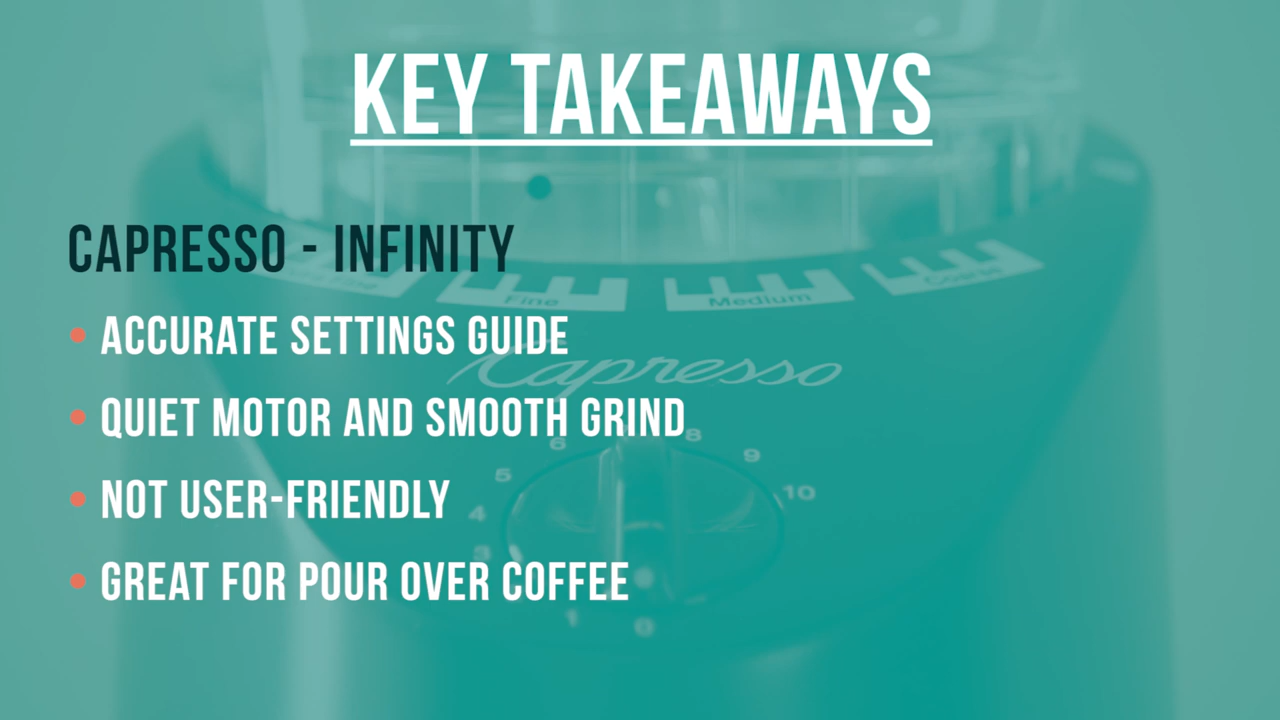 KEY TAKEAWAYS
CAPRESSO - INFINITY
Fine
Medium
Coarse
• ACCURATE SETTINGS GUIDE
Capresso
• QUIET MOTOR AND SMOOTH GRIND
6
8
9
5
10
• NOT USER-FRIENDLY
4
3
• GREAT FOR POUR OVER COFFEE
1
0